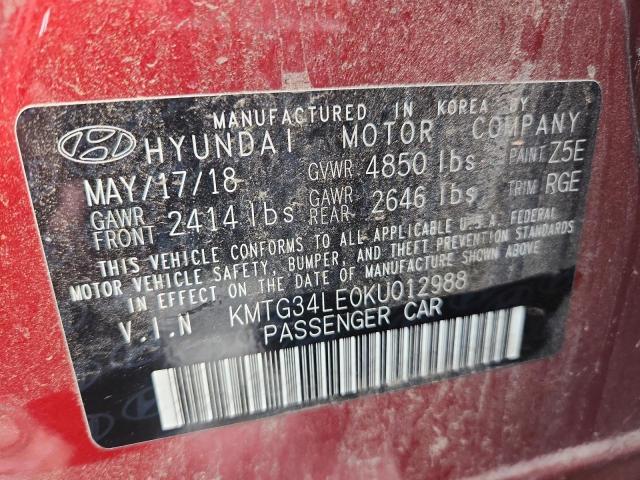 MANUFACTURED IN KOREA BY
HYUNDAI MOTOR COMPANY
MAY/17/18 GVWR 4850 lbs PAINT Z5E
GAWR FRONT 2414 lbs GAWR REAR 2646 lbs TRIM RGE
THIS VEHICLE CONFORMS TO ALL APPLICABLE U.S.A. FEDERAL
MOTOR VEHICLE SAFETY, BUMPER, AND THEFT PREVENTION STANDARDS
IN EFFECT ON THE DATE OF MANUFACTURE SHOWN ABOVE
V.I.N KMTG34LE0KU012988
PASSENGER CAR